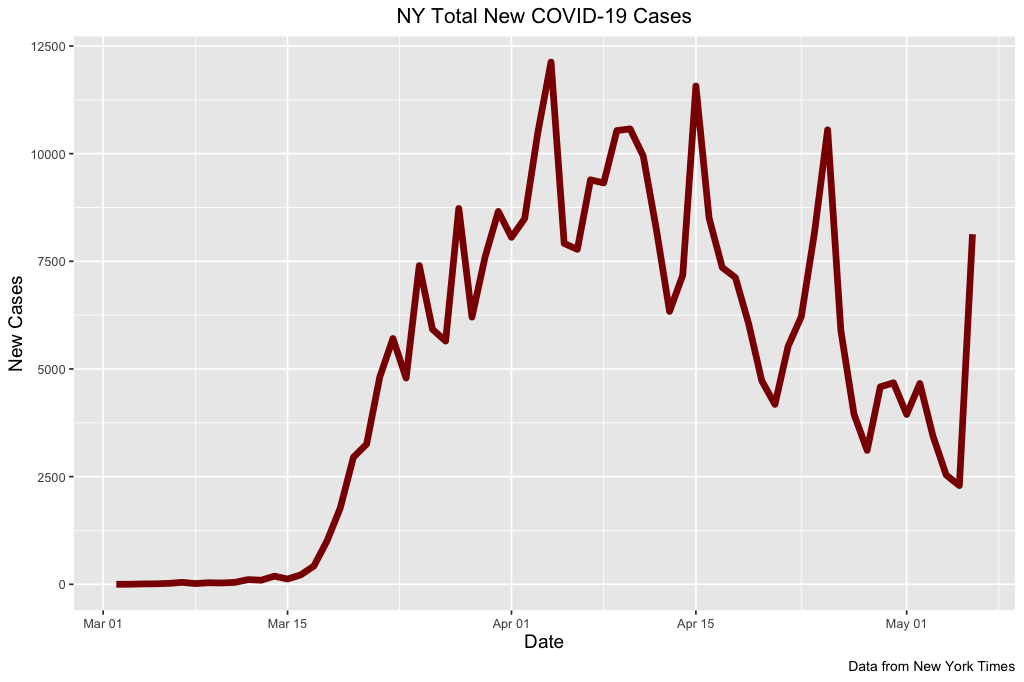 NY Total New COVID-19 Cases
12500
10000
7500
5000
2500
0
New Cases
Mar 01 Mar 15 Apr 01 Apr 15 May 01
Date
Data from New York Times